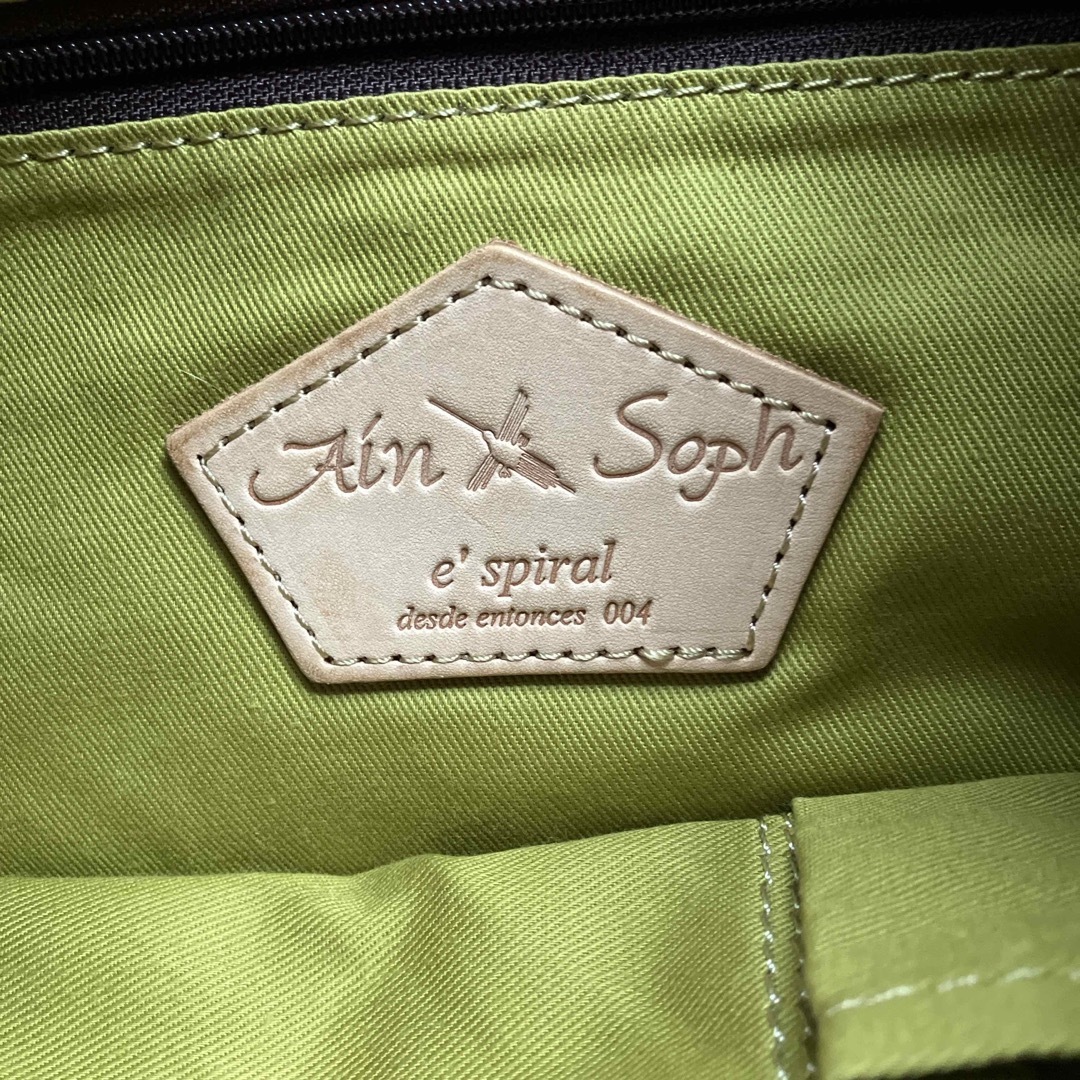 Ain Soph
e' spiral
desde entonces 004